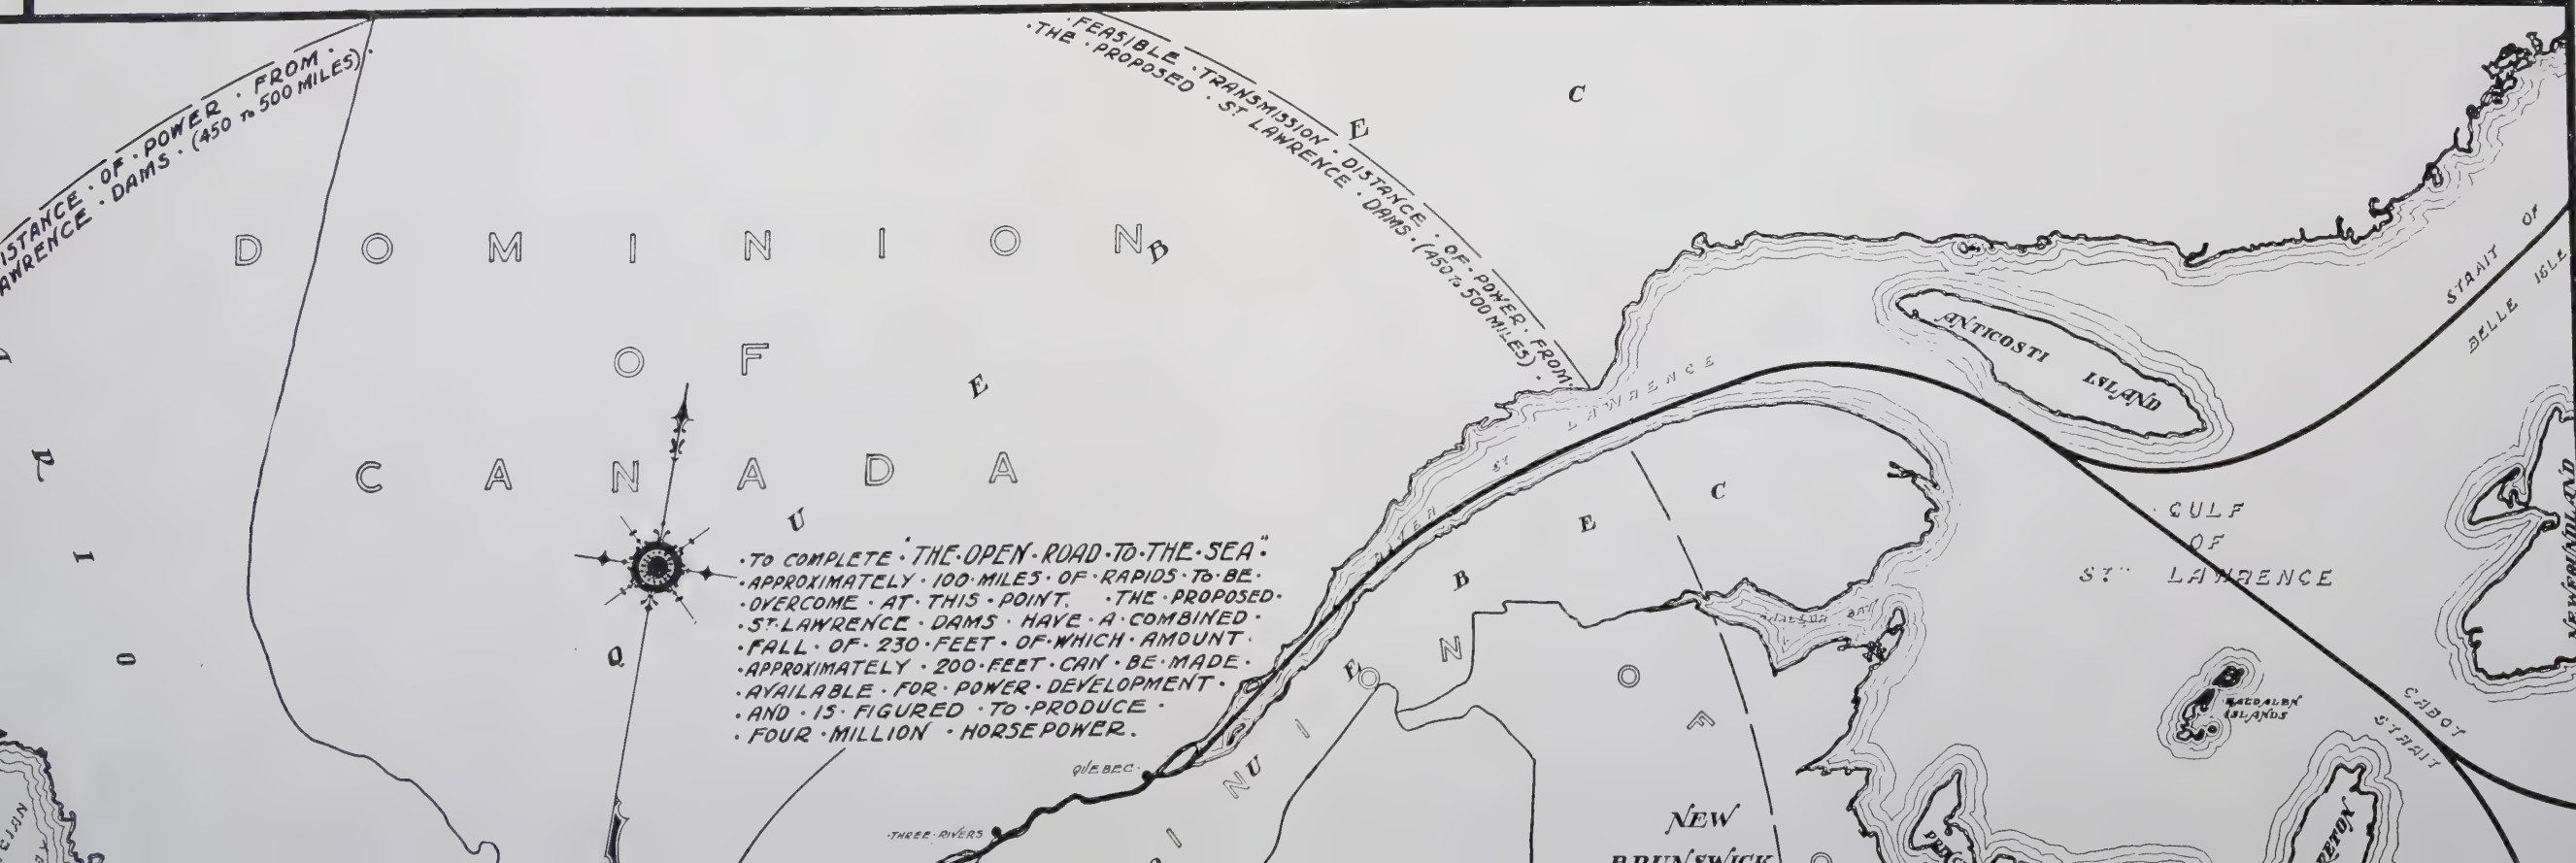 ·FEASIBLE·TRANSMISSION·DISTANCE·OF·POWER·FROM·
·THE·PROPOSED·ST LAWRENCE·DAMS·(450 To 500 MILES)·
DISTANCE·OF·POWER·FROM·
LAWRENCE·DAMS·(450 To 500 MILES)·
DOMINION
OF
CANADA
QUEBEC
QUEBEC
R I O
·TO COMPLETE·"THE·OPEN·ROAD·TO·THE·SEA"·
·APPROXIMATELY·100·MILES·OF·RAPIDS·TO·BE·
·OVERCOME·AT·THIS·POINT. ·THE·PROPOSED·
·ST.LAWRENCE·DAMS·HAVE·A·COMBINED·
·FALL·OF·230·FEET·OF·WHICH·AMOUNT·
·APPROXIMATELY·200·FEET·CAN·BE·MADE·
·AVAILABLE·FOR·POWER·DEVELOPMENT·
·AND·IS·FIGURED·TO·PRODUCE·
·FOUR·MILLION·HORSEPOWER.
QUEBEC·
·THREE·RIVERS
ST LAWRENCE
ANTICOSTI ISLAND
STRAIT OF
BELLE ISLE
GULF
OF
ST. LAWRENCE
NEWFOUNDLAND
MAGDALEN
ISLANDS
CABOT
STRAIT
NEW
BRUNSWICK
O F